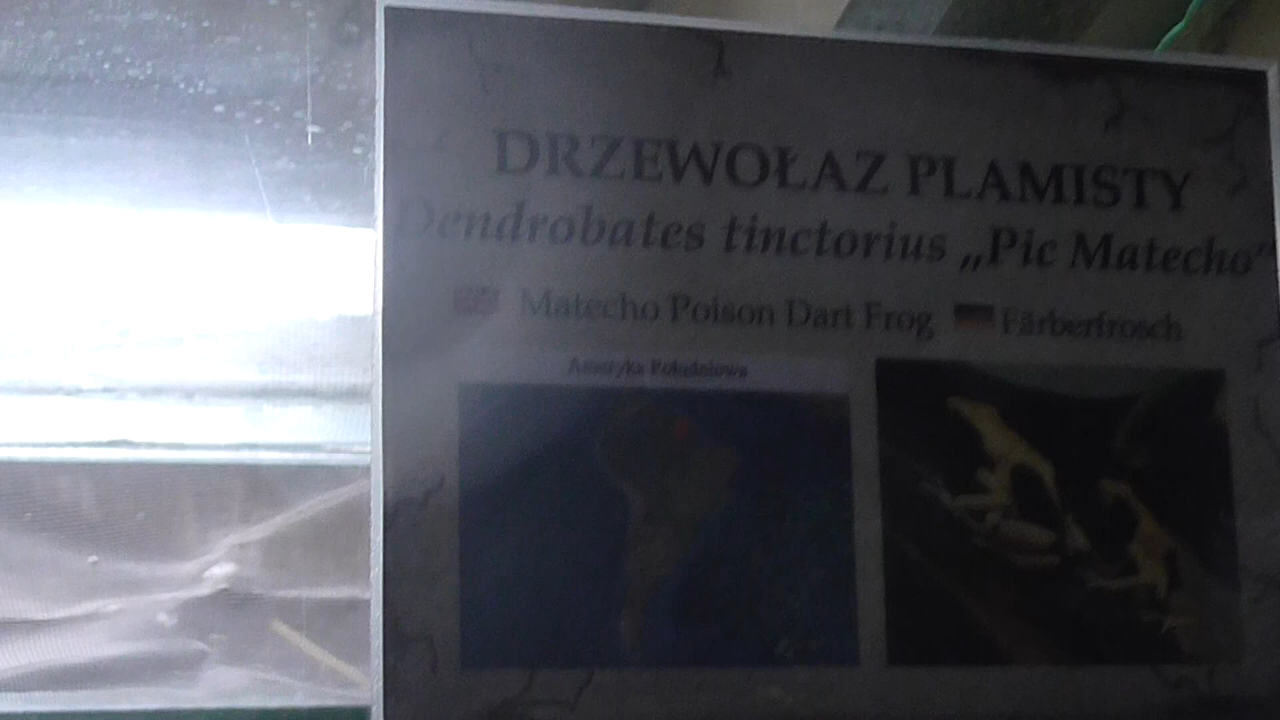 DRZEWOŁAZ PLAMISTY
Dendrobates tinctorius „Pic Matecho”
Matecho Poison Dart Frog Färberfrosch
Ameryka Południowa